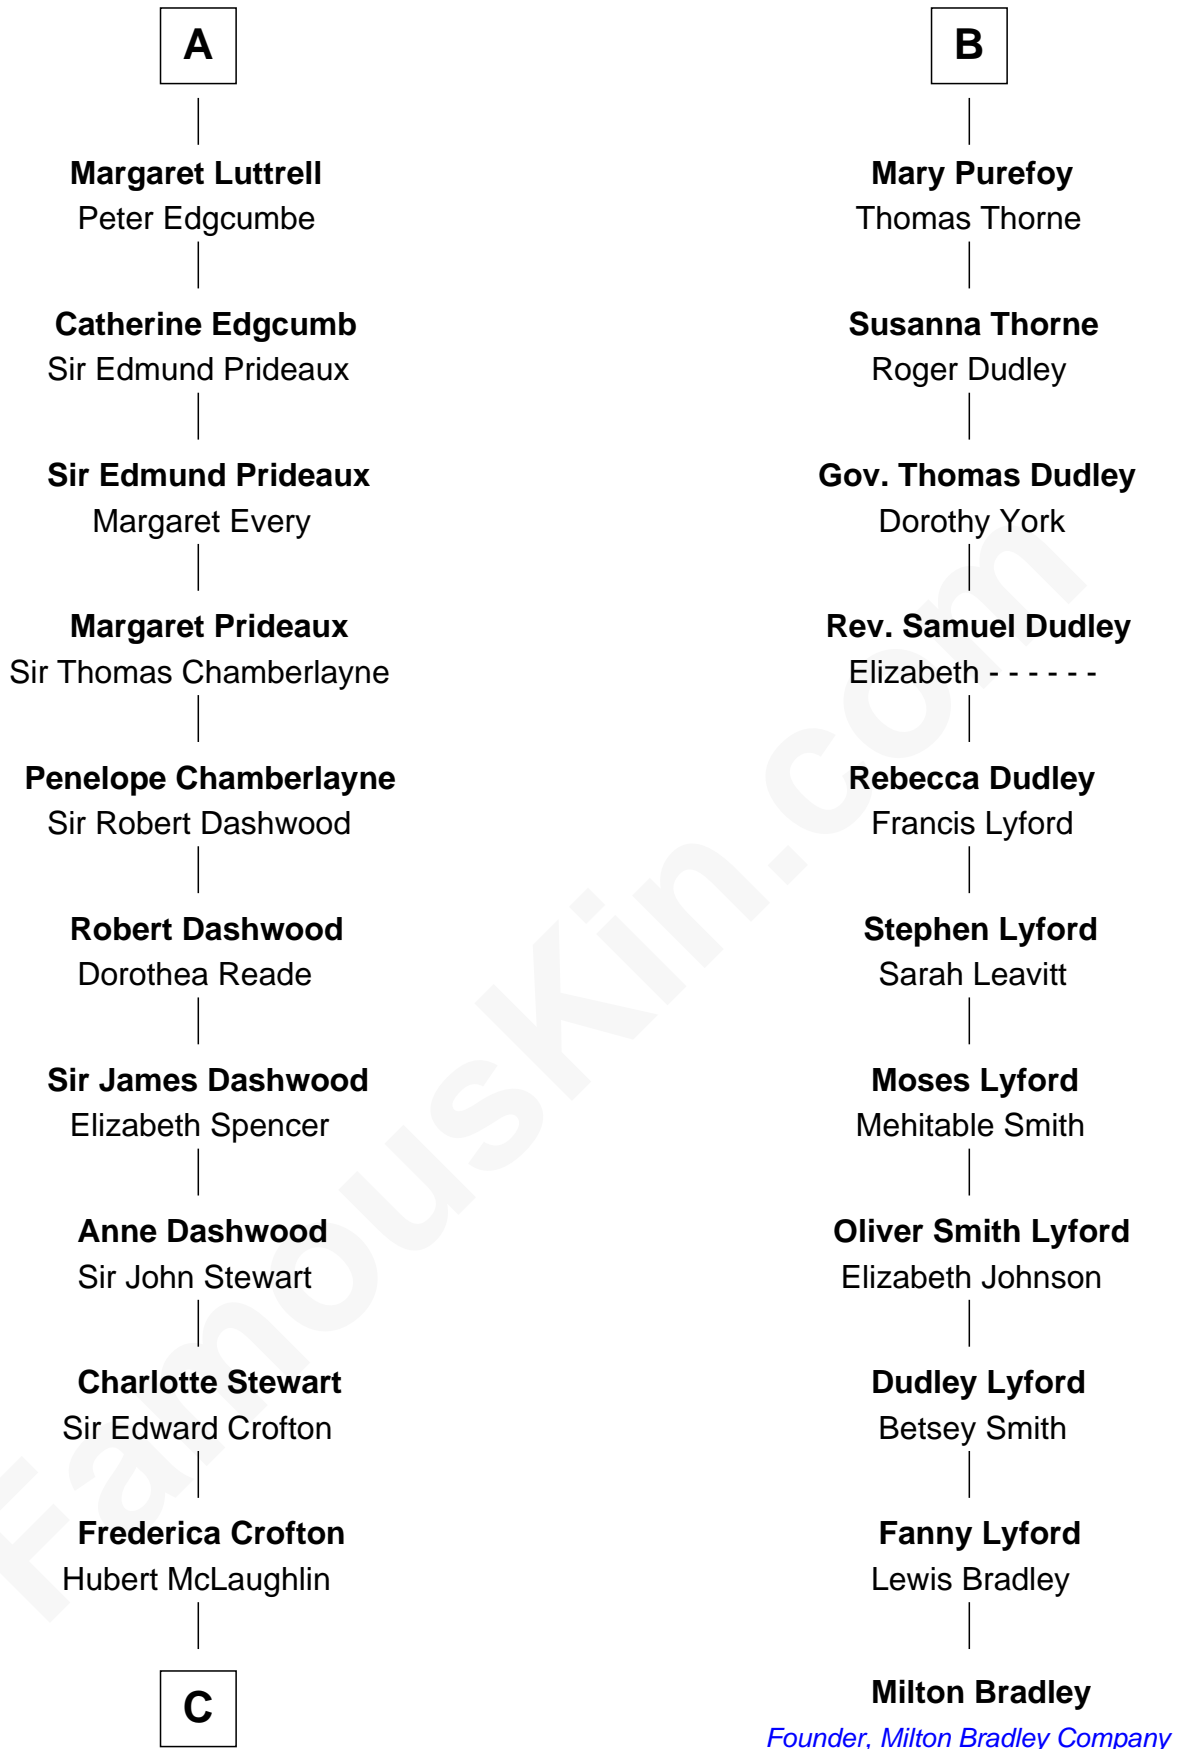 A
Margaret Luttrell
Peter Edgcumbe
Catherine Edgcumb
Sir Edmund Prideaux
Sir Edmund Prideaux
Margaret Every
Margaret Prideaux
Sir Thomas Chamberlayne
Penelope Chamberlayne
Sir Robert Dashwood
Robert Dashwood
Dorothea Reade
Sir James Dashwood
Elizabeth Spencer
Anne Dashwood
Sir John Stewart
Charlotte Stewart
Sir Edward Crofton
Frederica Crofton
Hubert McLaughlin
C
B
Mary Purefoy
Thomas Thorne
Susanna Thorne
Roger Dudley
Gov. Thomas Dudley
Dorothy York
Rev. Samuel Dudley
Elizabeth - - - - - -
Rebecca Dudley
Francis Lyford
Stephen Lyford
Sarah Leavitt
Moses Lyford
Mehitable Smith
Oliver Smith Lyford
Elizabeth Johnson
Dudley Lyford
Betsey Smith
Fanny Lyford
Lewis Bradley
Milton Bradley
Founder, Milton Bradley Company
FamousKin.com